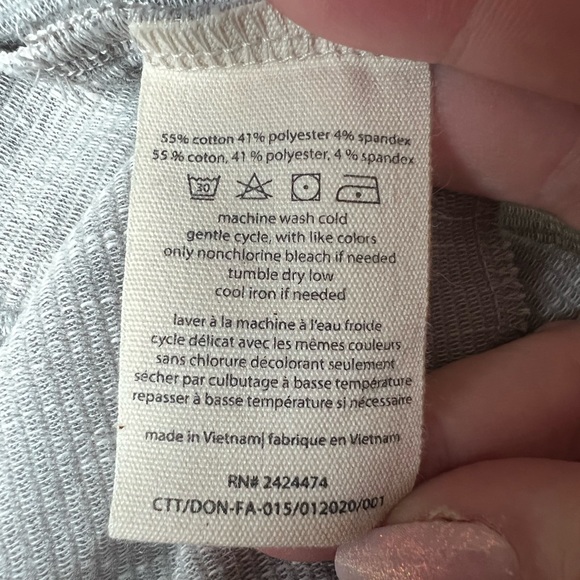 55% cotton 41% polyester 4% spandex
55 % coton, 41 % polyester, 4 % spandex
30
machine wash cold
gentle cycle, with like colors
only nonchlorine bleach if needed
tumble dry low
cool iron if needed
laver à la machine à l'eau froide
cycle délicat avec les mêmes couleurs
sans chlorure décolorant seulement
sécher par culbutage à basse température
repasser à basse température si nécessaire
made in Vietnam| fabrique en Vietnam
RN# 2424474
CTT/DON-FA-015/012020/001